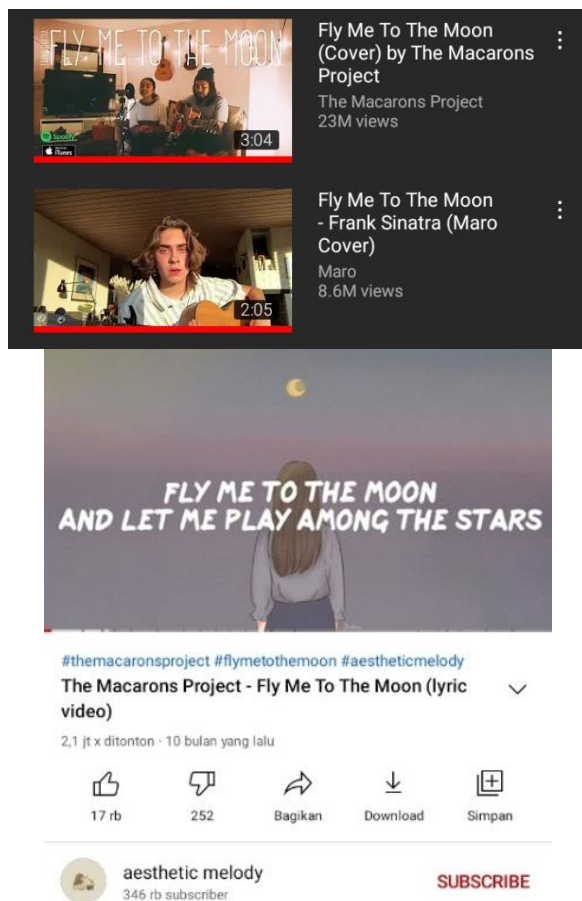 FLY ME TO THE MOON
Spotify
iTunes
3:04
Fly Me To The Moon
(Cover) by The Macarons
Project
The Macarons Project
23M views
2:05
Fly Me To The Moon
- Frank Sinatra (Maro
Cover)
Maro
8.6M views
FLY ME TO THE MOON
AND LET ME PLAY AMONG THE STARS
#themacaronsproject #flymetothemoon #aestheticmelody
The Macarons Project - Fly Me To The Moon (lyric
video)
2,1 jt x ditonton · 10 bulan yang lalu
17 rb
252
Bagikan
Download
Simpan
aesthetic melody
346 rb subscriber
SUBSCRIBE